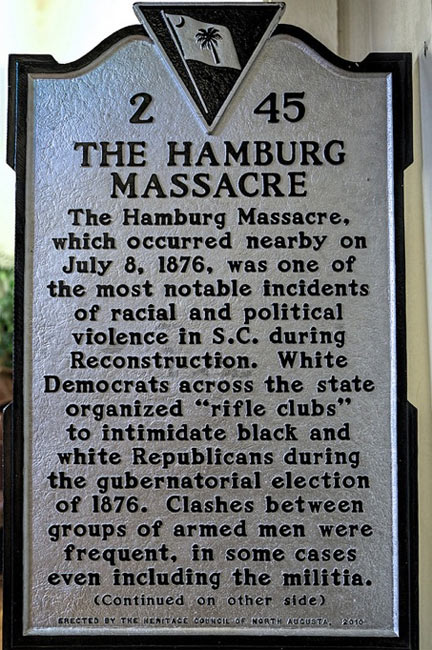 2 45
THE HAMBURG
MASSACRE
The Hamburg Massacre,
which occurred nearby on
July 8, 1876, was one of
the most notable incidents
of racial and political
violence in S.C. during
Reconstruction. White
Democrats across the state
organized “rifle clubs”
to intimidate black and
white Republicans during
the gubernatorial election
of 1876. Clashes between
groups of armed men were
frequent, in some cases
even including the militia.
(Continued on other side)
ERECTED BY THE HERITAGE COUNCIL OF NORTH AUGUSTA, 2010